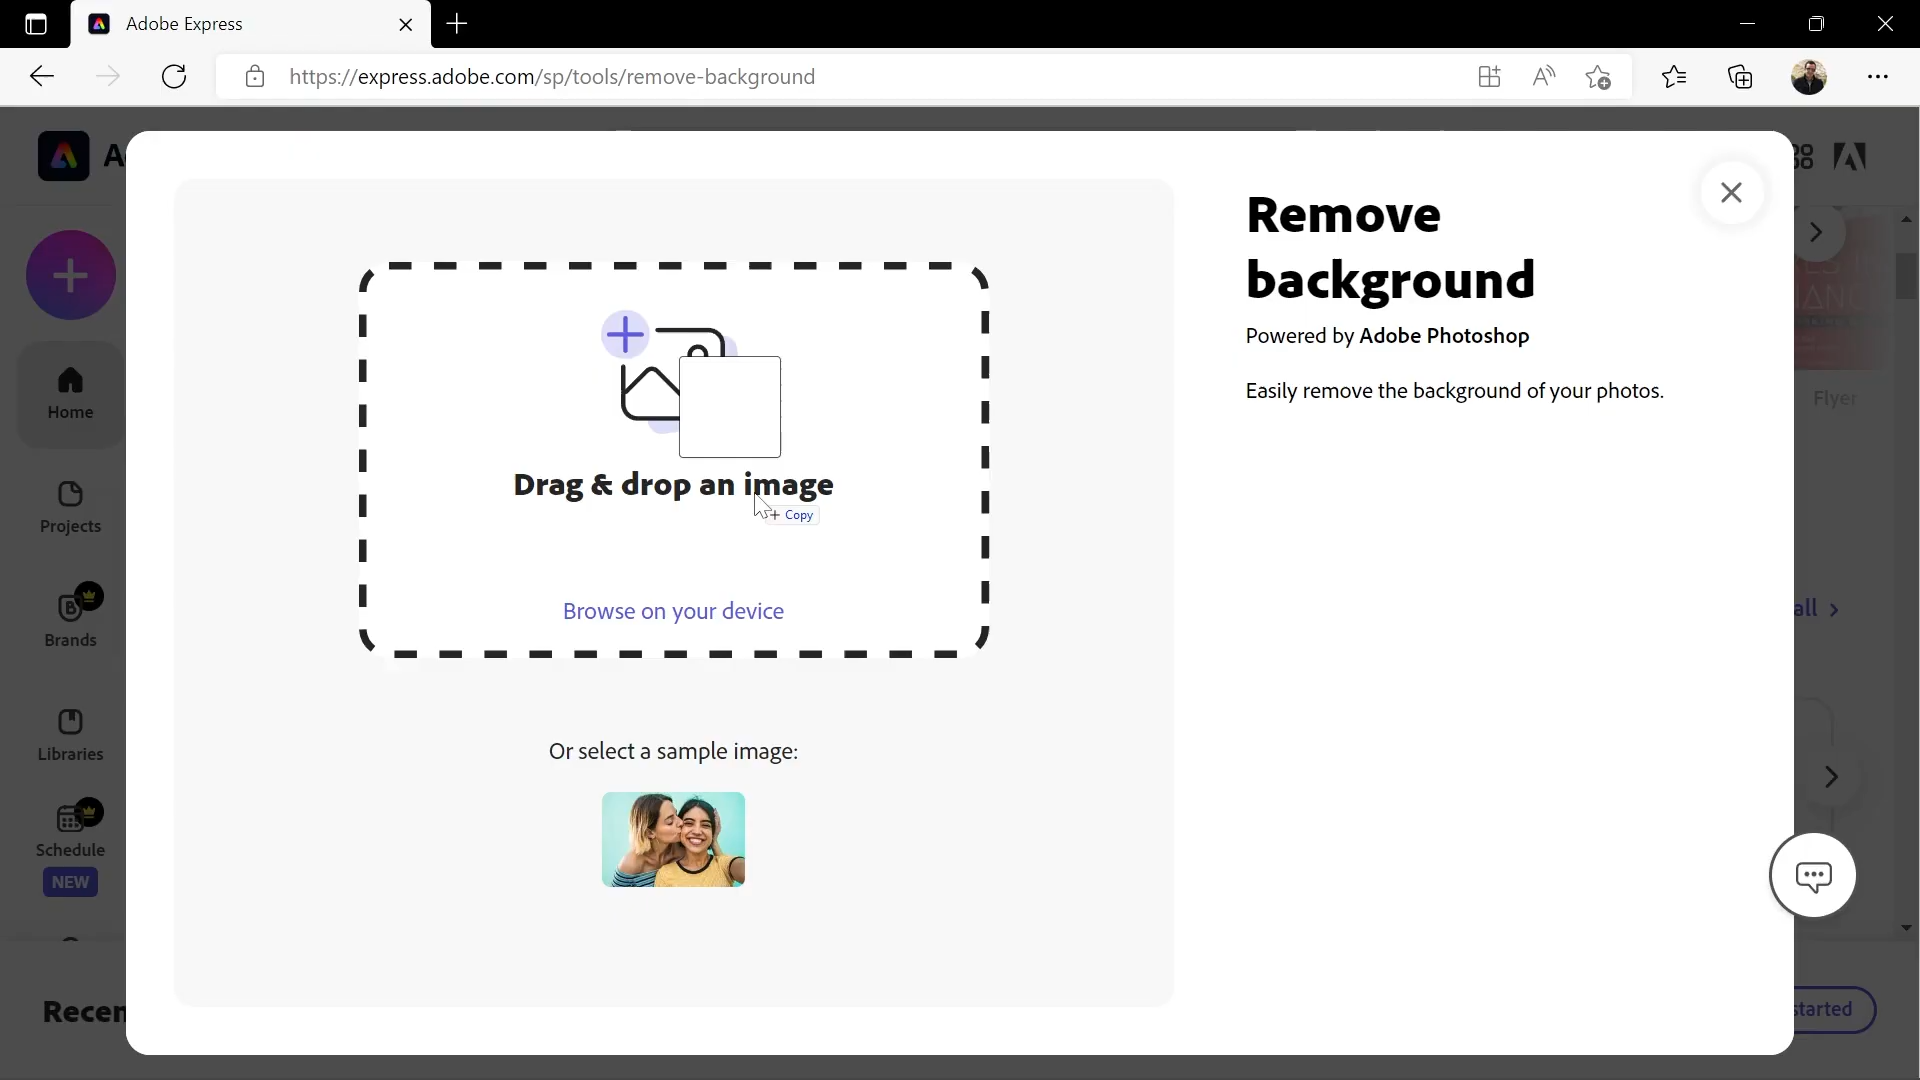 Adobe Express
https://express.adobe.com/sp/tools/remove-background
Home
Projects
Brands
Libraries
Schedule
NEW
Drag & drop an image
Copy
Browse on your device
Or select a sample image:
Remove
background
Powered by Adobe Photoshop
Easily remove the background of your photos.
Flyer
all
Recen
started